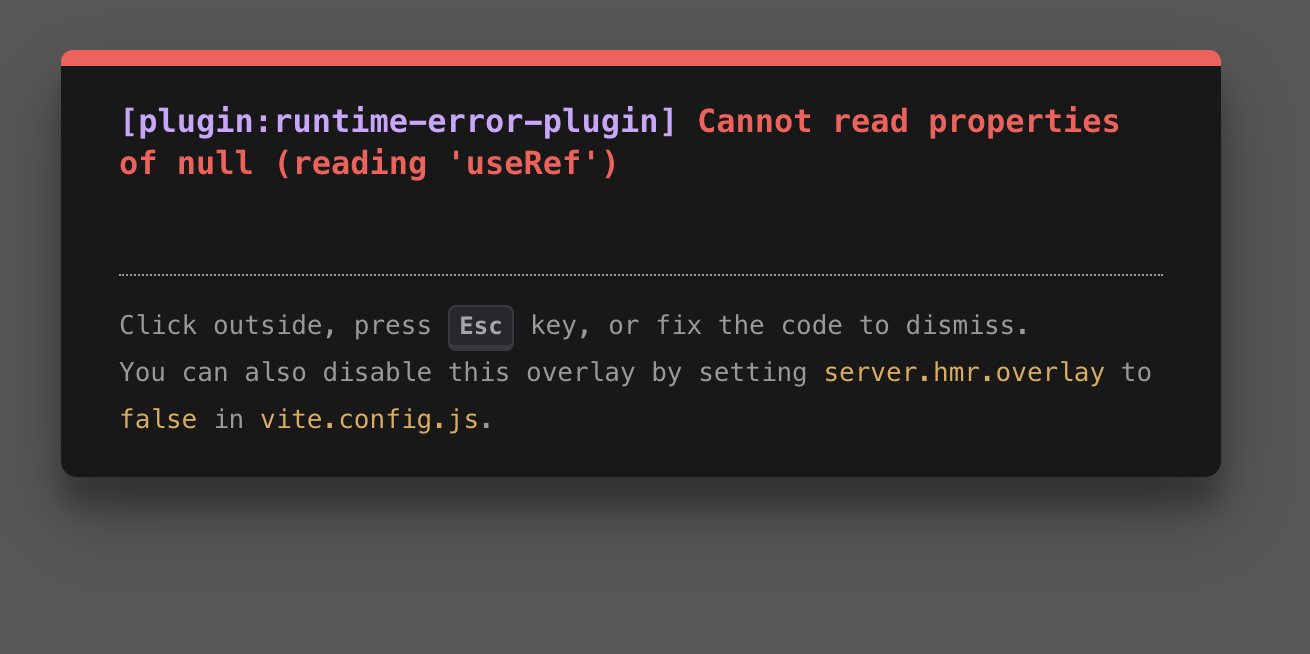 [plugin:runtime-error-plugin] Cannot read properties
of null (reading 'useRef')
Click outside, press Esc key, or fix the code to dismiss.
You can also disable this overlay by setting server.hmr.overlay to
false in vite.config.js.